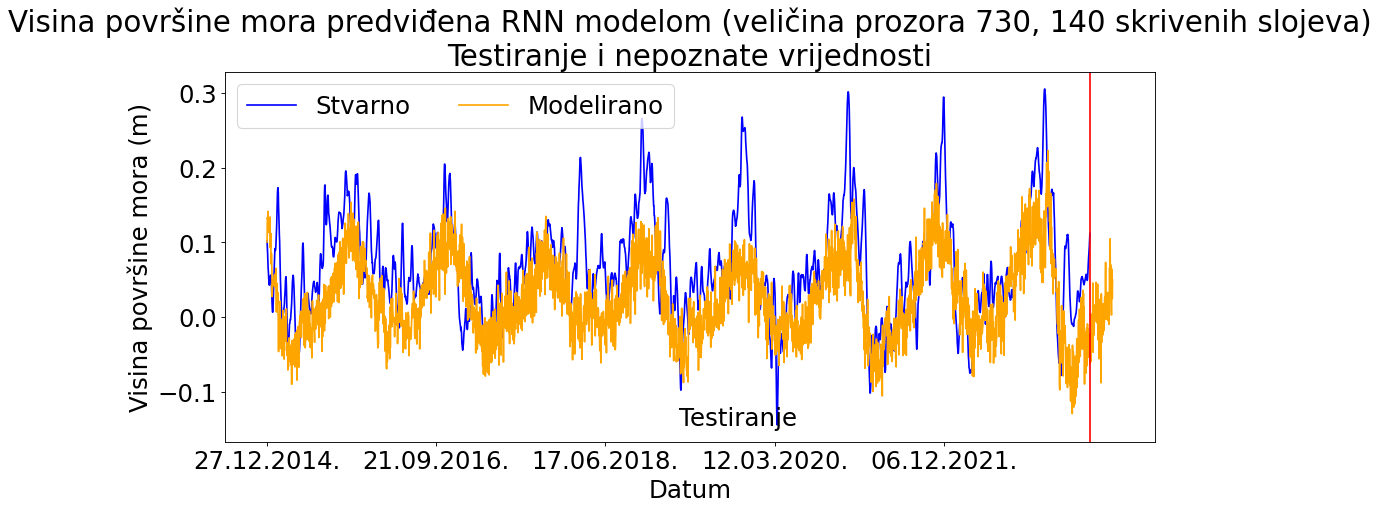 Visina površine mora predviđena RNN modelom (veličina prozora 730, 140 skrivenih slojeva)
Testiranje i nepoznate vrijednosti
Stvarno
Modelirano
Visina površine mora (m)
0.3
0.2
0.1
0.0
−0.1
Testiranje
27.12.2014.
21.09.2016.
17.06.2018.
12.03.2020.
06.12.2021.
Datum